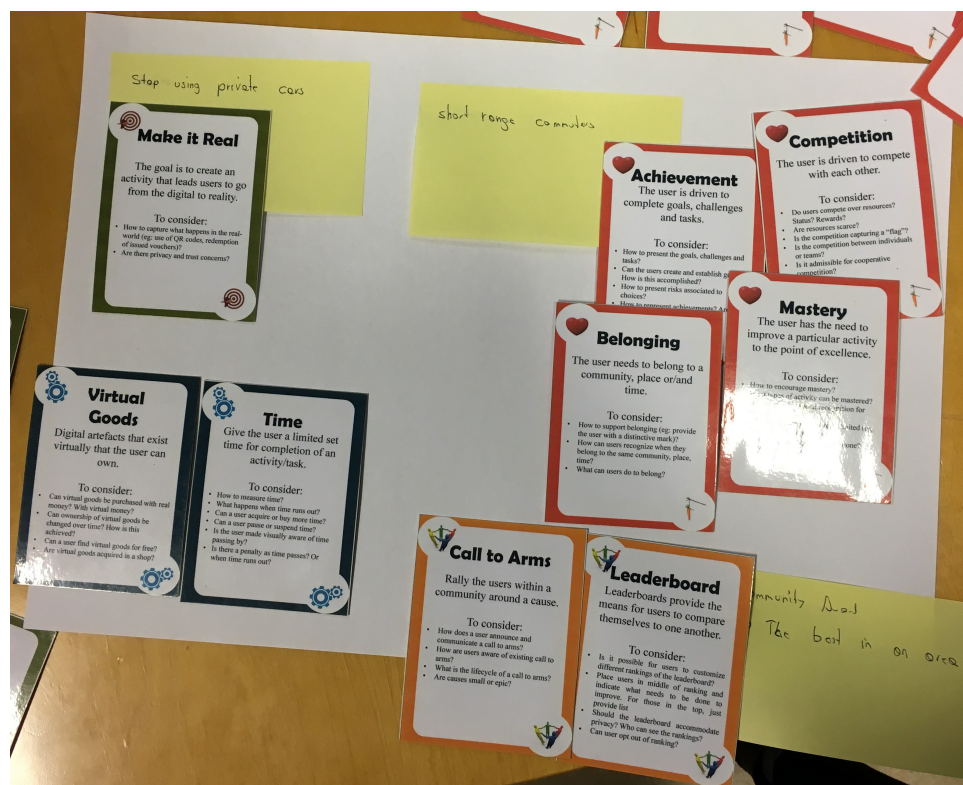 Stop using private cars
short range commuters
Make it Real
The goal is to create an
activity that leads users to go
from the digital to reality.
To consider:
• How to capture what happens in the real-
world (eg: use of QR codes, redemption
of issued vouchers)?
• Are there privacy and trust concerns?
Achievement
The user is driven to
complete goals, challenges
and tasks.
To consider:
• How to present the goals, challenges and
tasks?
• Can the users create and establish
How is this accomplished?
• How to present risks associated to
choices?
• How to represent achievements?
Competition
The user is driven to compete
with each other.
To consider:
• Do users compete over resources?
Status? Rewards?
• Are resources scarce?
• Is the competition capturing a “flag”?
• Is the competition between individuals
or teams?
• Is it admissible for cooperative
competition?
Belonging
The user needs to belong to a
community, place or/and
time.
To consider:
• How to support belonging (eg: provide
the user with a distinctive mark)?
• How can users recognize when they
belong to the same community, place,
time?
• What can users do to belong?
Mastery
The user has the need to
improve a particular activity
to the point of excellence.
To consider:
• How to encourage mastery?
types of activity can be mastered?
recognition for
Virtual
Goods
Digital artefacts that exist
virtually that the user can
own.
To consider:
• Can virtual goods be purchased with real
money? With virtual money?
• Can ownership of virtual goods be
changed over time? How is this
achieved?
• Can a user find virtual goods for free?
• Are virtual goods acquired in a shop?
Time
Give the user a limited set
time for completion of an
activity/task.
To consider:
• How to measure time?
• What happens when time runs out?
• Can a user acquire or buy more time?
• Can a user pause or suspend time?
• Is the user made visually aware of time
passing by?
• Is there a penalty as time passes? Or
when time runs out?
Call to Arms
Rally the users within a
community around a cause.
To consider:
• How does a user announce and
communicate a call to arms?
• How are users aware of existing call to
arms?
• What is the lifecycle of a call to arms?
• Are causes small or epic?
Leaderboard
Leaderboards provide the
means for users to compare
themselves to one another.
To consider:
• Is it possible for users to customize
different rankings of the leaderboard?
• Place users in middle of ranking and
indicate what needs to be done to
improve. For those in the top, just
provide list
• Should the leaderboard accommodate
privacy? Who can see the rankings?
• Can user opt out of ranking?
The best in an area